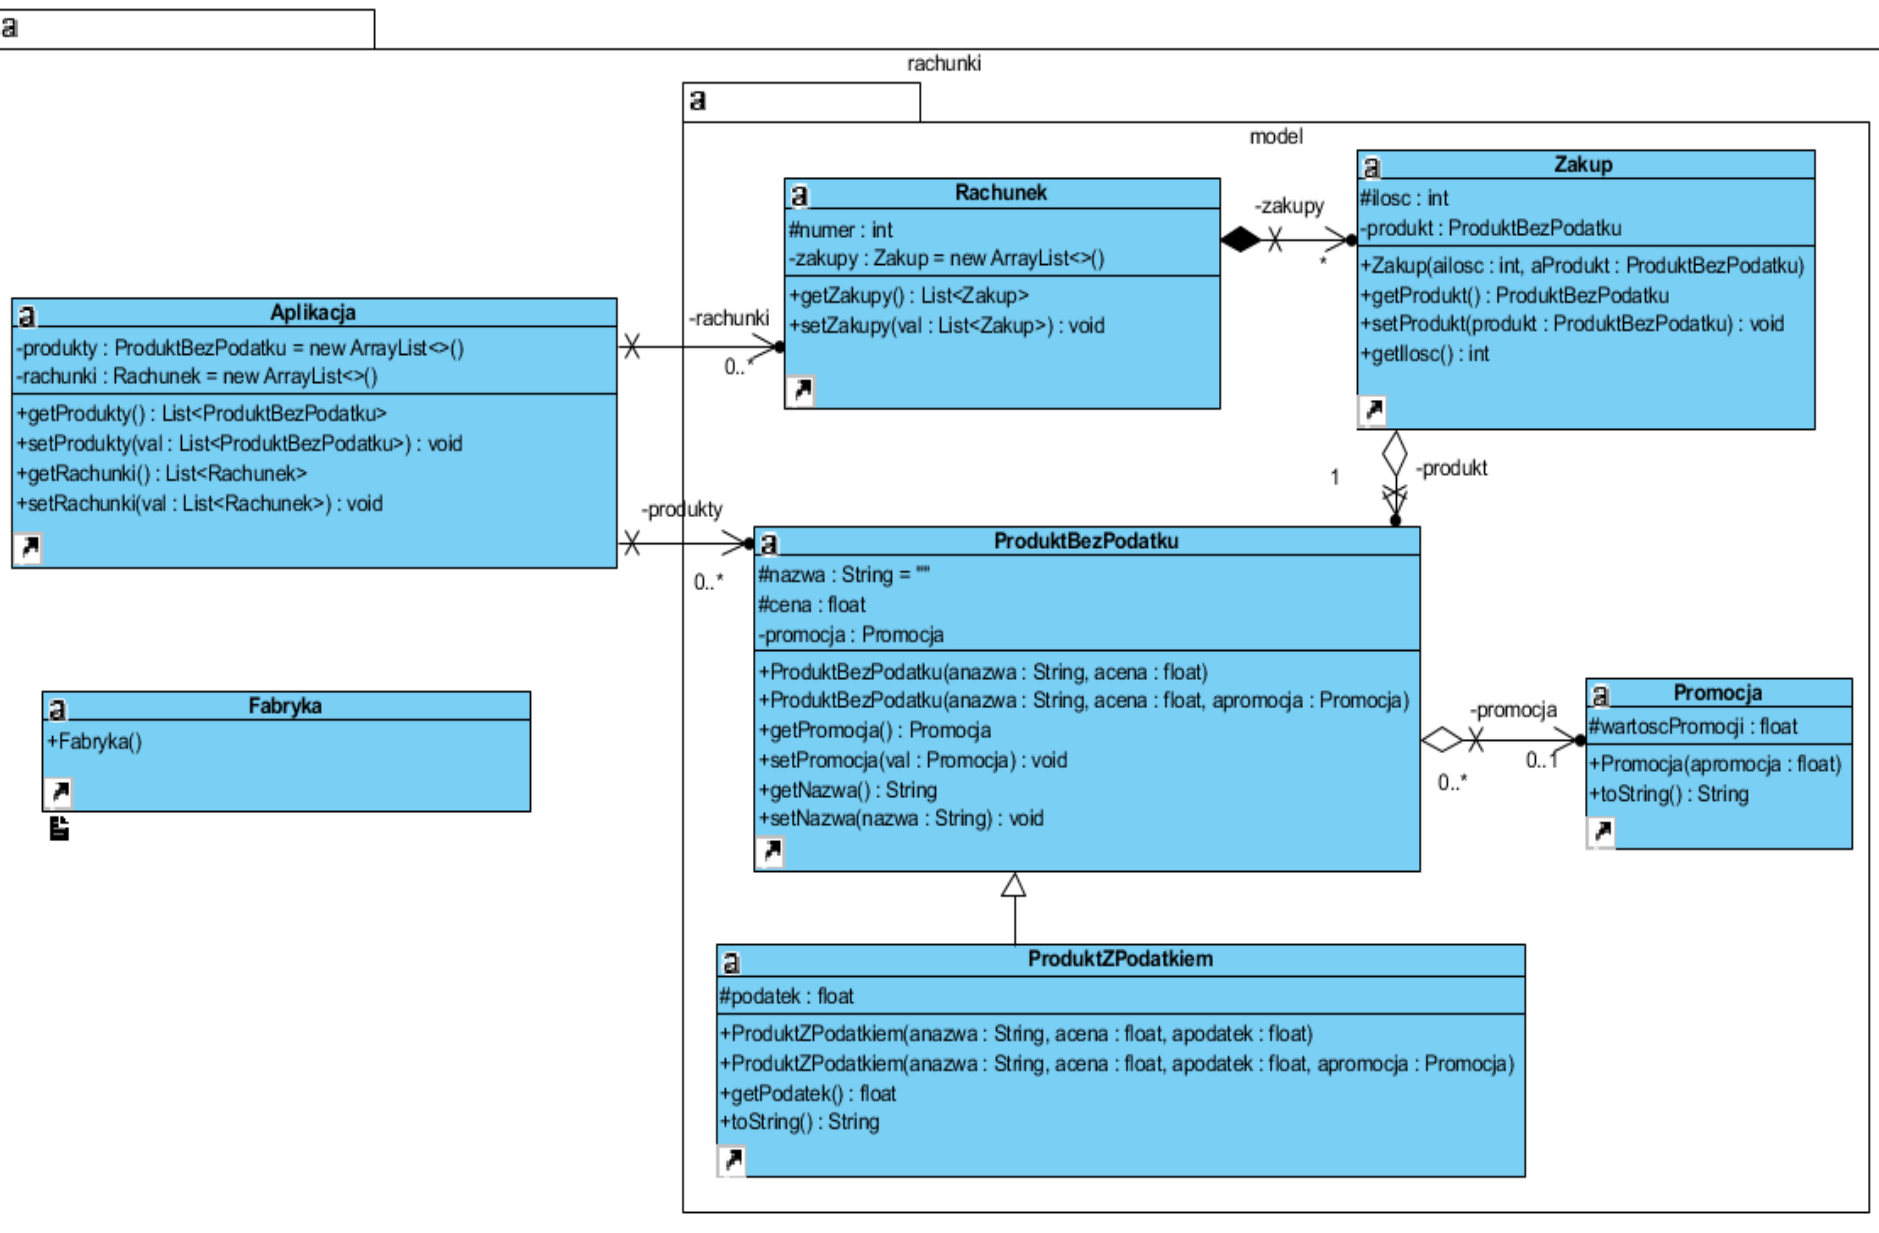 a
rachunki
a
model
a
Rachunek
#numer : int
-zakupy : Zakup = new ArrayList<>()
+getZakupy() : List<Zakup>
+setZakupy(val : List<Zakup>) : void
-zakupy
*
a
Zakup
#ilosc : int
-produkt : ProduktBezPodatku
+Zakup(ailosc : int, aProdukt : ProduktBezPodatku)
+getProdukt() : ProduktBezPodatku
+setProdukt(produkt : ProduktBezPodatku) : void
+getIlosc() : int
a
Aplikacja
-produkty : ProduktBezPodatku = new ArrayList<>()
-rachunki : Rachunek = new ArrayList<>()
+getProdukty() : List<ProduktBezPodatku>
+setProdukty(val : List<ProduktBezPodatku>) : void
+getRachunki() : List<Rachunek>
+setRachunki(val : List<Rachunek>) : void
-rachunki
0..*
-produkty
0..*
1
-produkt
a
ProduktBezPodatku
#nazwa : String = ""
#cena : float
-promocja : Promocja
+ProduktBezPodatku(anazwa : String, acena : float)
+ProduktBezPodatku(anazwa : String, acena : float, apromocja : Promocja)
+getPromocja() : Promocja
+setPromocja(val : Promocja) : void
+getNazwa() : String
+setNazwa(nazwa : String) : void
a
Fabryka
+Fabryka()
-promocja
0..*
0..1
a
Promocja
#wartoscPromocji : float
+Promocja(apromocja : float)
+toString() : String
a
ProduktZPodatkiem
#podatek : float
+ProduktZPodatkiem(anazwa : String, acena : float, apodatek : float)
+ProduktZPodatkiem(anazwa : String, acena : float, apodatek : float, apromocja : Promocja)
+getPodatek() : float
+toString() : String